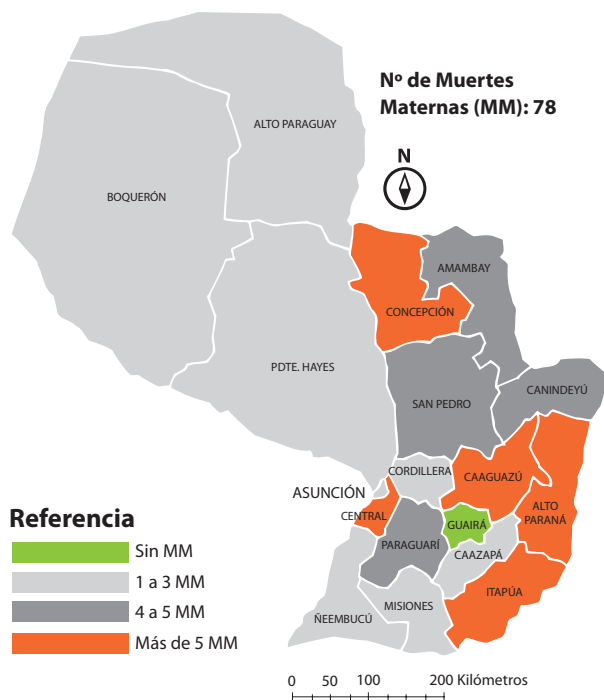 Nº de Muertes
Maternas (MM): 78
N
ALTO PARAGUAY
BOQUERÓN
AMAMBAY
CONCEPCIÓN
PDTE. HAYES
CANINDEYÚ
SAN PEDRO
CORDILLERA
CAAGUAZÚ
ASUNCIÓN
CENTRAL
GUAIRÁ
ALTO
PARANÁ
PARAGUARÍ
CAAZAPÁ
ITAPÚA
MISIONES
ÑEEMBUCÚ
Referencia
Sin MM
1 a 3 MM
4 a 5 MM
Más de 5 MM
0 50 100 200 Kilómetros